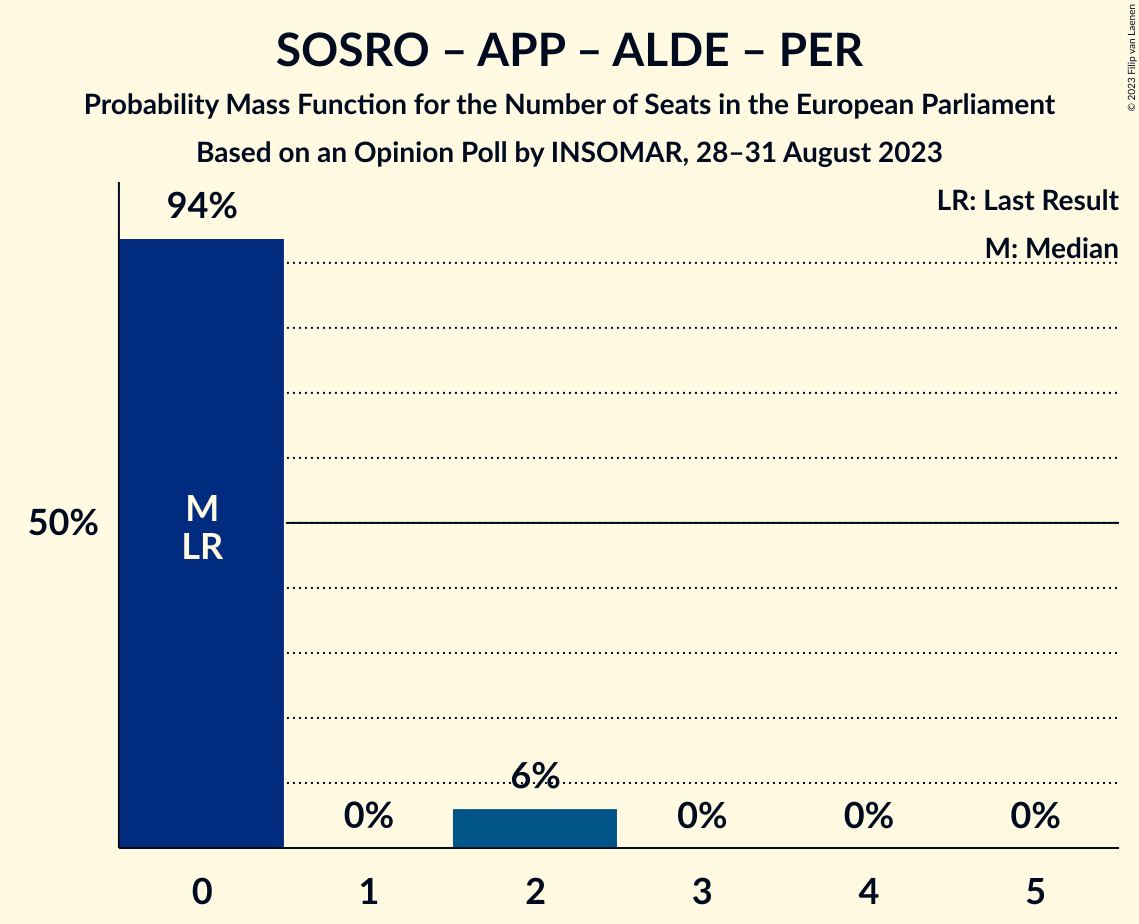 SOSRO – APP – ALDE – PER
Probability Mass Function for the Number of Seats in the European Parliament
Based on an Opinion Poll by INSOMAR, 28–31 August 2023
© 2023 Filip van Laenen
LR: Last Result
M: Median
94%
50%
M
LR
6%
0%
0%
0%
0%
0
1
2
3
4
5